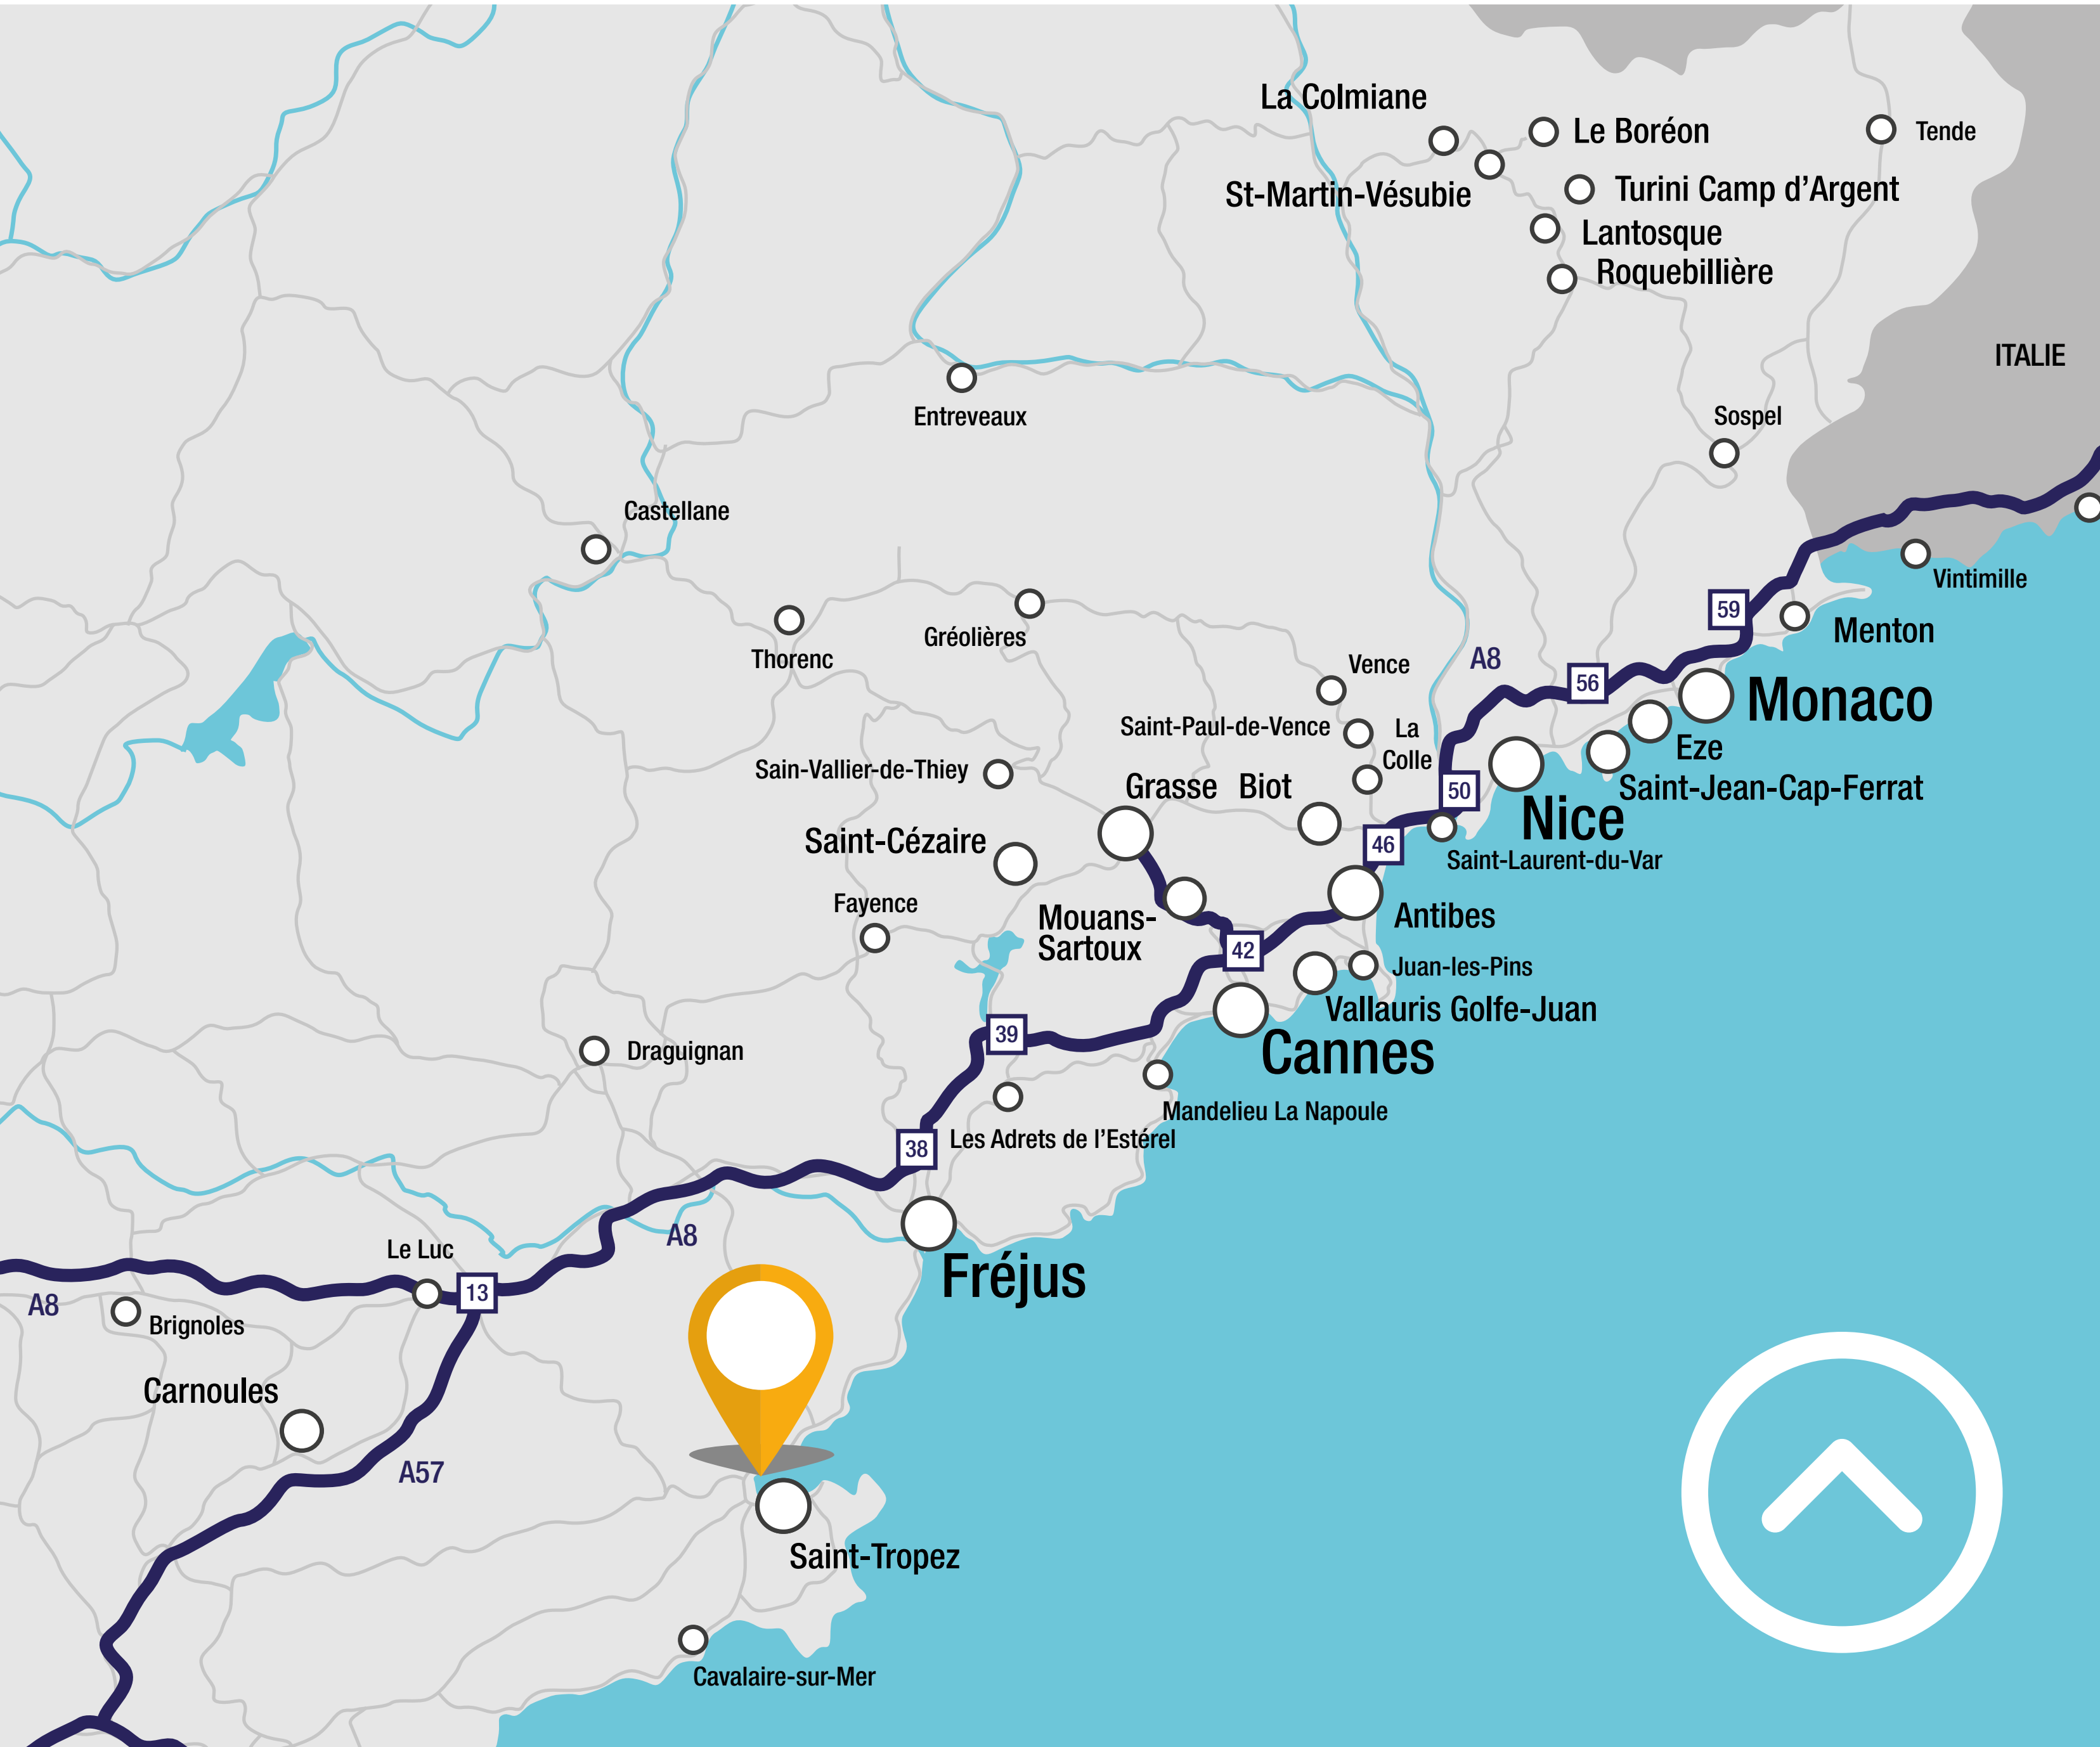 La Colmiane
Le Boréon
Tende
St-Martin-Vésubie
Turini Camp d'Argent
Lantosque
Roquebillière
ITALIE
Entreveaux
Sospel
Castellane
Vintimille
59
Menton
Gréolières
Thorenc
Vence
A8
56
Monaco
Saint-Paul-de-Vence
La
Colle
Eze
Sain-Vallier-de-Thiey
Grasse
Biot
50
Saint-Jean-Cap-Ferrat
Nice
Saint-Cézaire
46
Saint-Laurent-du-Var
Fayence
Mouans-
Sartoux
Antibes
42
Juan-les-Pins
Vallauris Golfe-Juan
39
Draguignan
Cannes
Mandelieu La Napoule
38
Les Adrets de l'Estérel
A8
Le Luc
Fréjus
13
A8
Brignoles
Carnoules
A57
Saint-Tropez
Cavalaire-sur-Mer